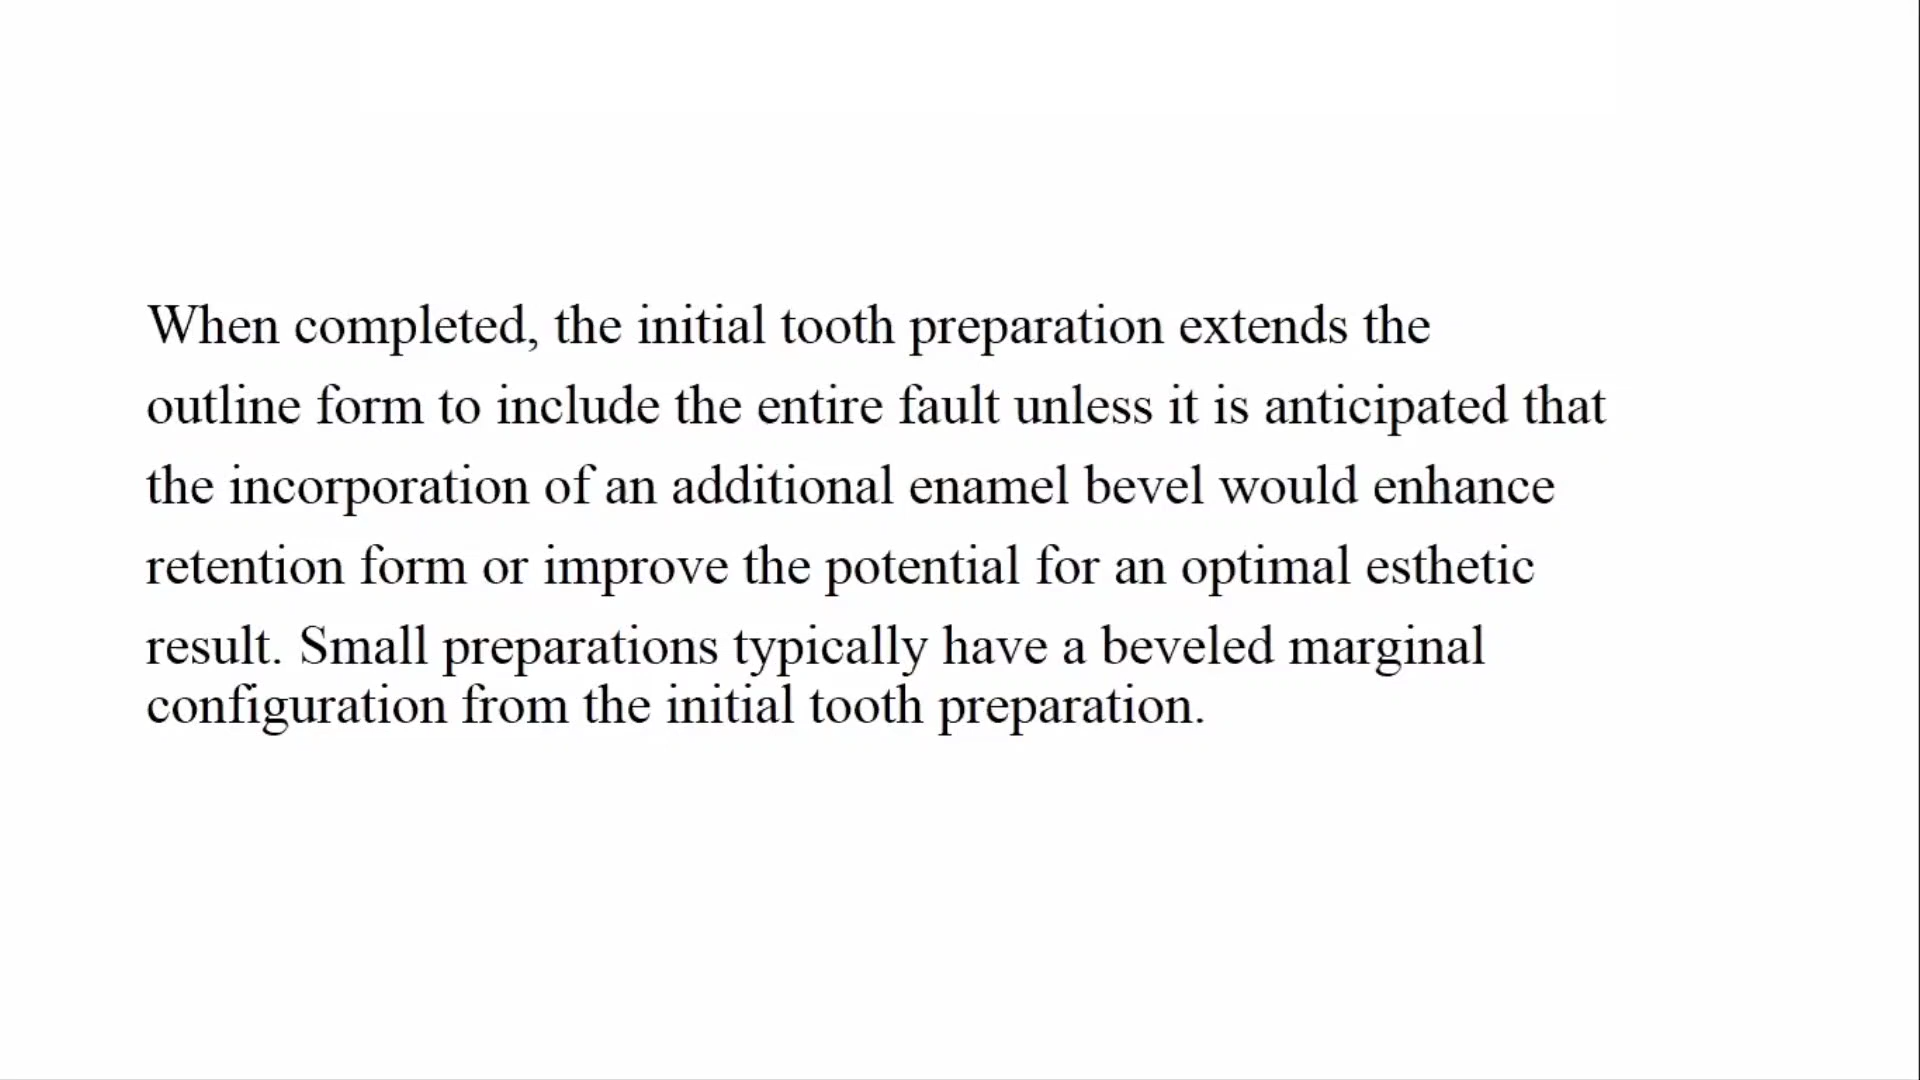 When completed, the initial tooth preparation extends the
outline form to include the entire fault unless it is anticipated that
the incorporation of an additional enamel bevel would enhance
retention form or improve the potential for an optimal esthetic
result. Small preparations typically have a beveled marginal
configuration from the initial tooth preparation.